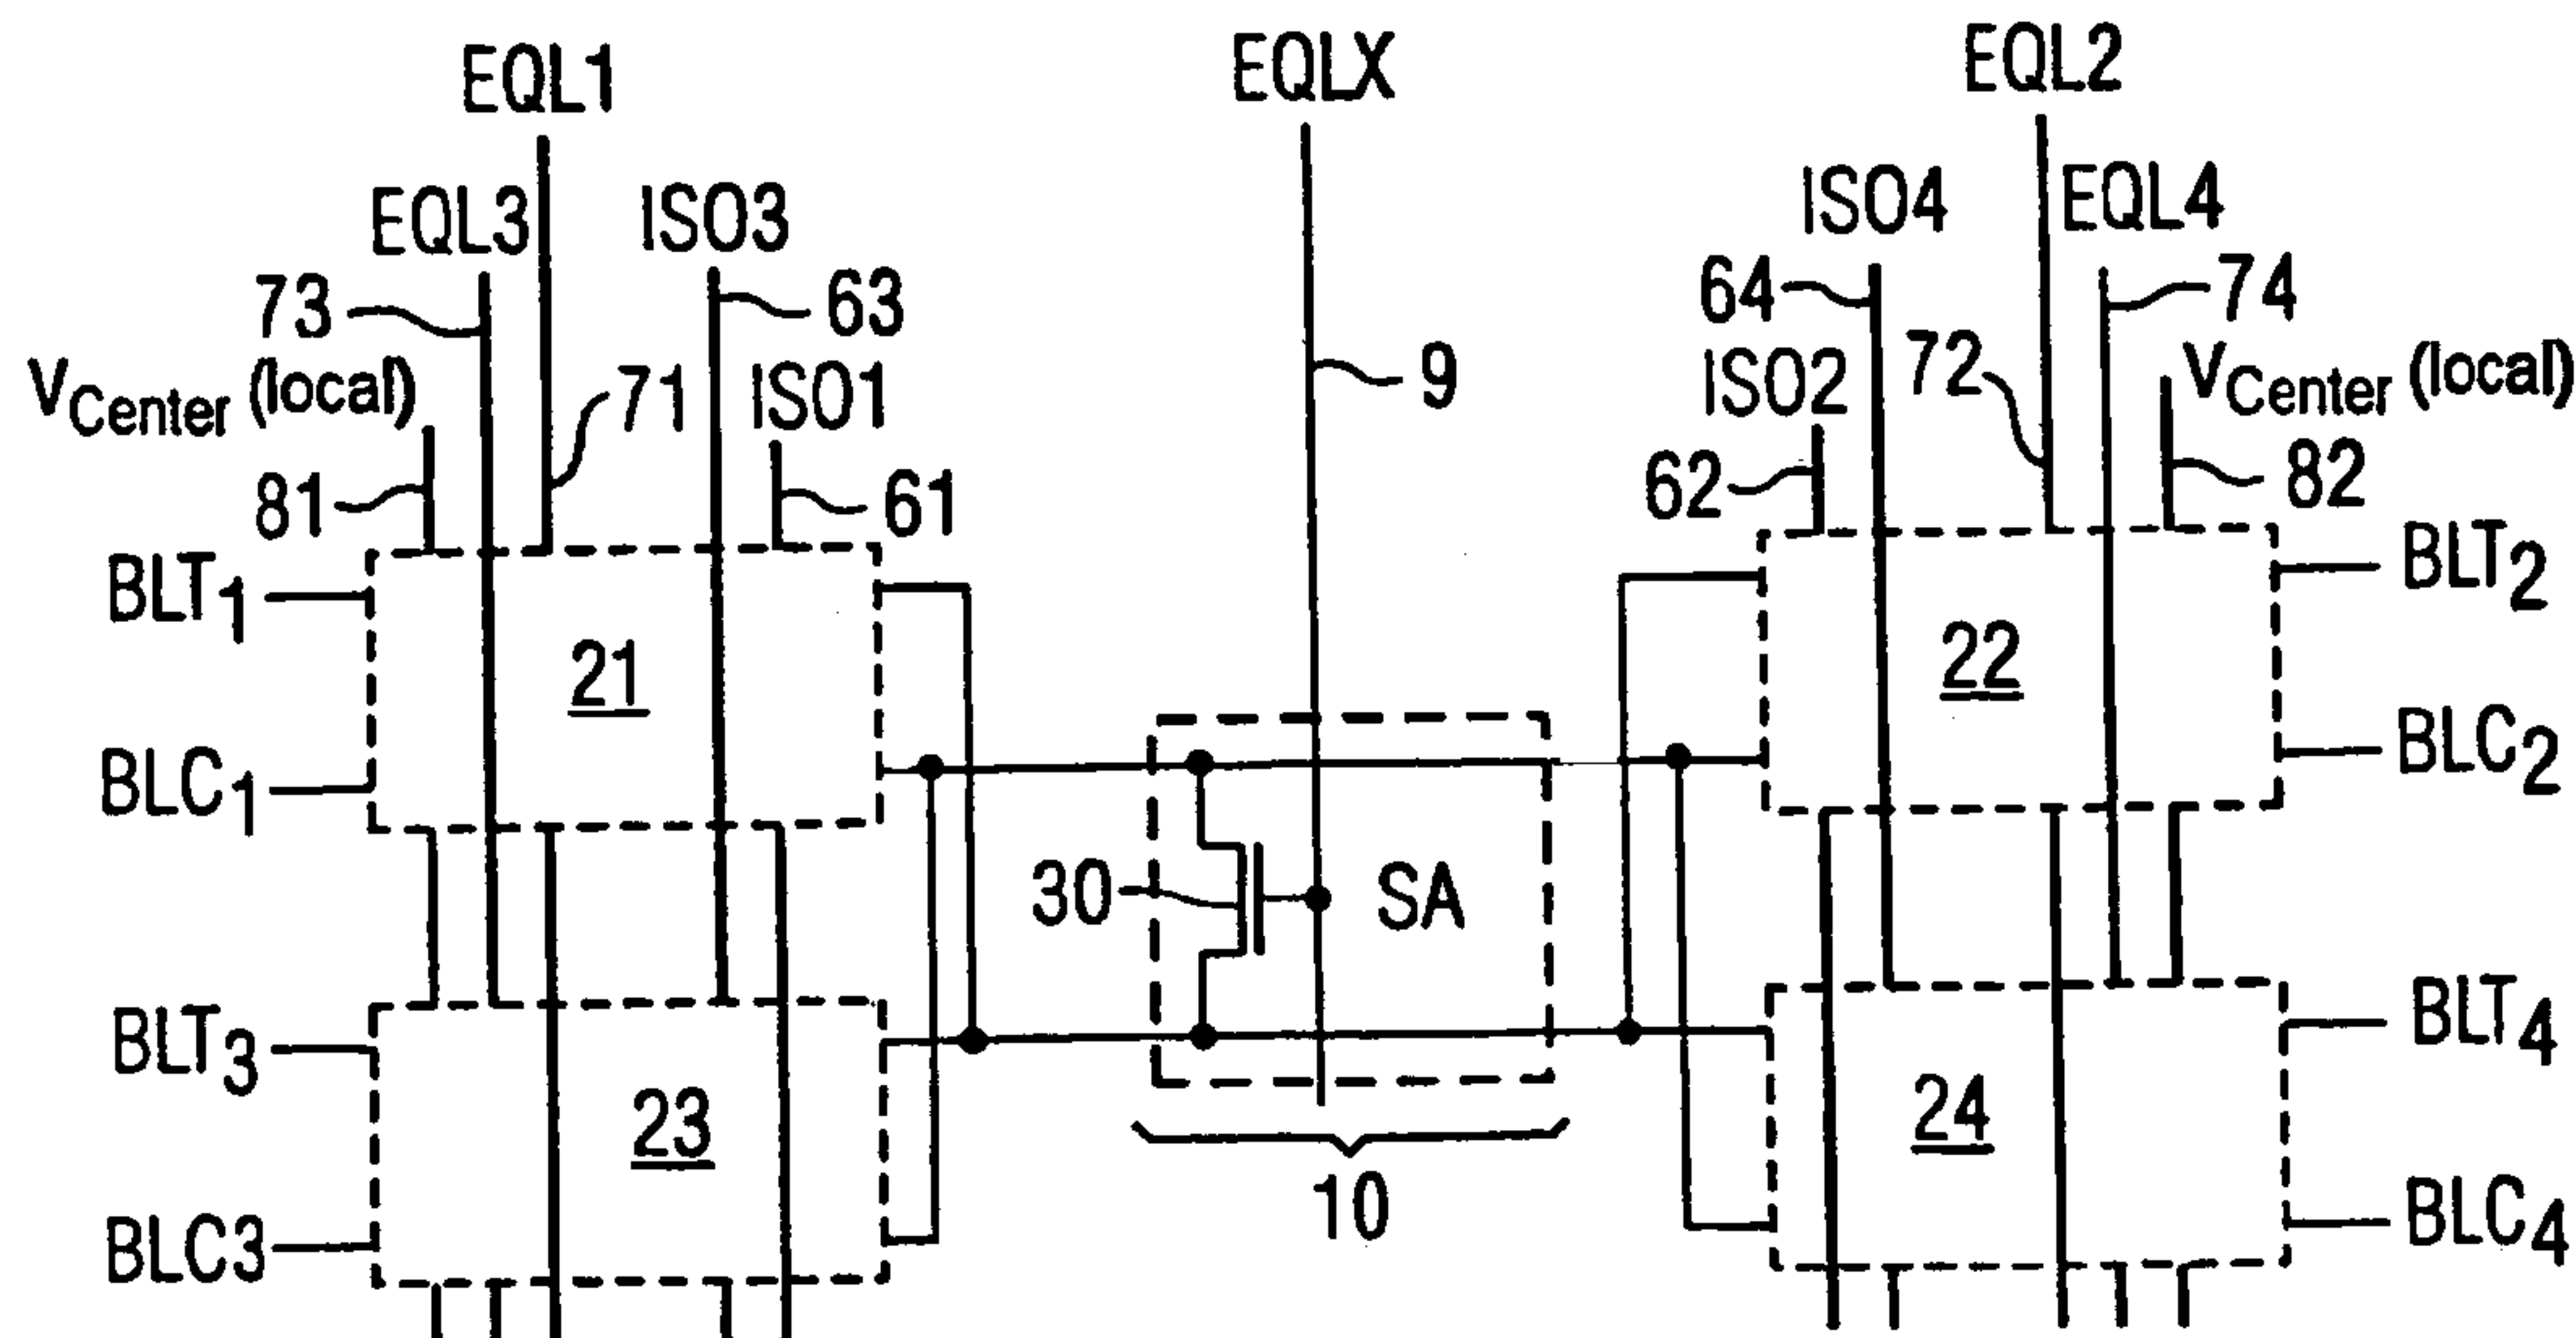 EQL1
EQLX
EQL2
EQL3
ISO3
ISO4
EQL4
73
63
64
74
VCenter (local)
71
ISO1
9
ISO2
72
VCenter (local)
81
61
62
82
BLT1
BLT2
21
22
BLC1
BLC2
30
SA
BLT3
BLT4
23
24
10
BLC3
BLC4